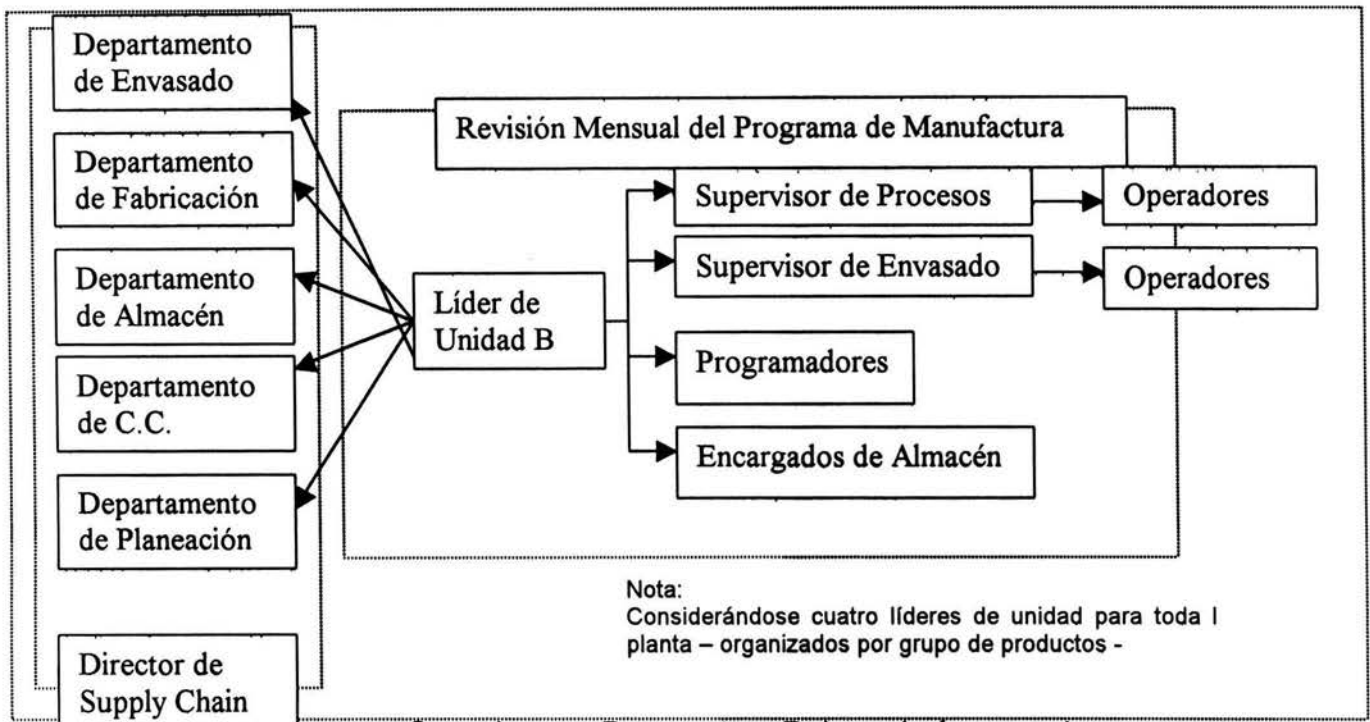 Departamento
de Envasado
Departamento
de Fabricación
Departamento
de Almacén
Departamento
de C.C.
Departamento
de Planeación
Director de
Supply Chain
Revisión Mensual del Programa de Manufactura
Líder de
Unidad B
Supervisor de Procesos
Operadores
Supervisor de Envasado
Operadores
Programadores
Encargados de Almacén
Nota:
Considerándose cuatro líderes de unidad para toda l
planta – organizados por grupo de productos -